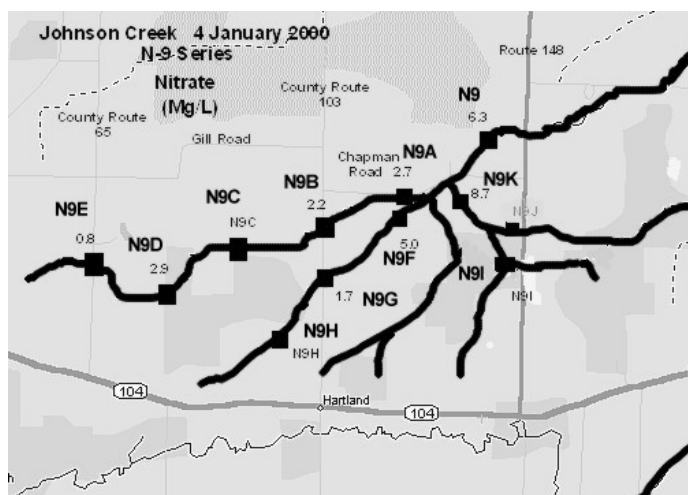 Johnson Creek 4 January 2000
N-9 Series
Nitrate
(Mg/L)
Route 148
County Route
103
County Route
65
Gill Road
Chapman
Road
N9
6.3
N9A
2.7
N9K
8.7
N9B
2.2
N9C
N9C
N9J
N9E
0.8
N9D
2.9
5.0
N9F
N9I
N9I
1.7
N9G
N9H
N9H
104
Hartland
104
h